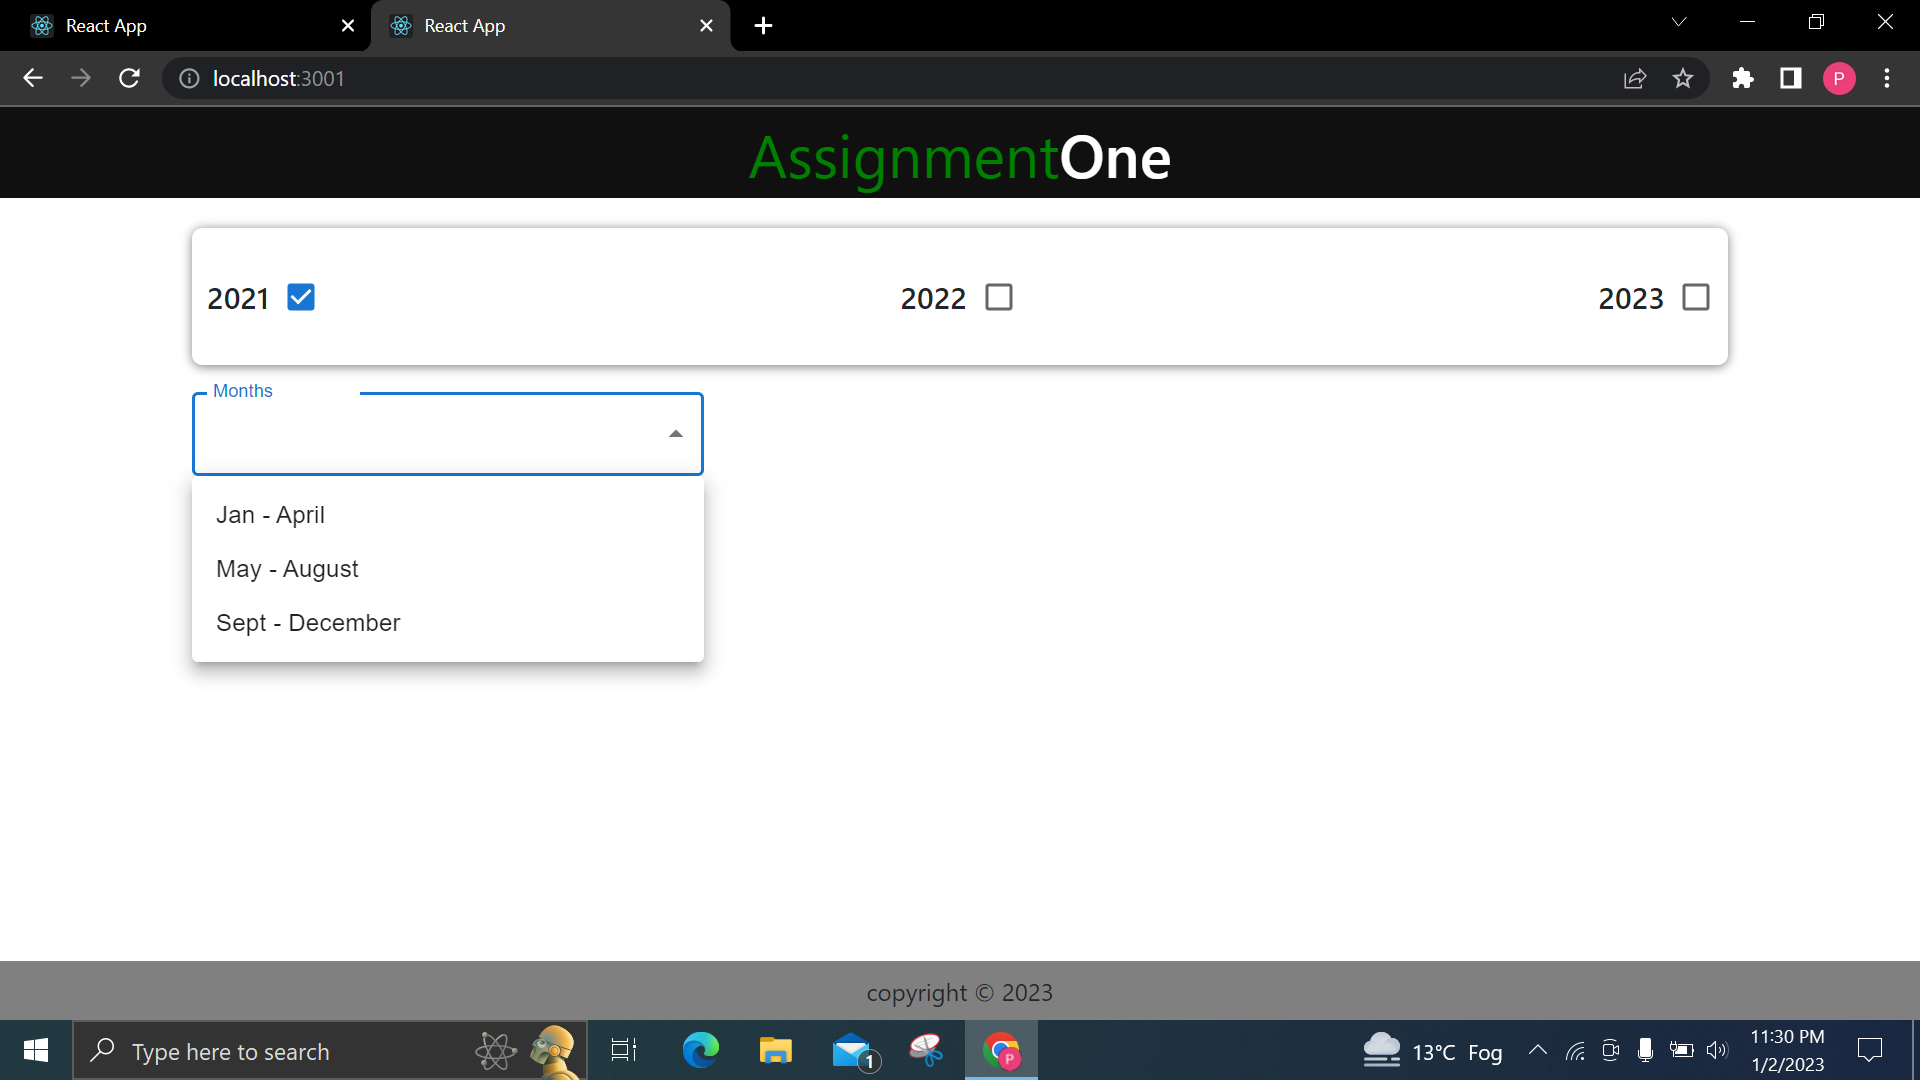 React App
React App
localhost:3001
P
AssignmentOne
2021 2022 2023
Months
Jan - April
May - August
Sept - December
copyright © 2023
Type here to search
1
P
13°C Fog
11:30 PM
1/2/2023